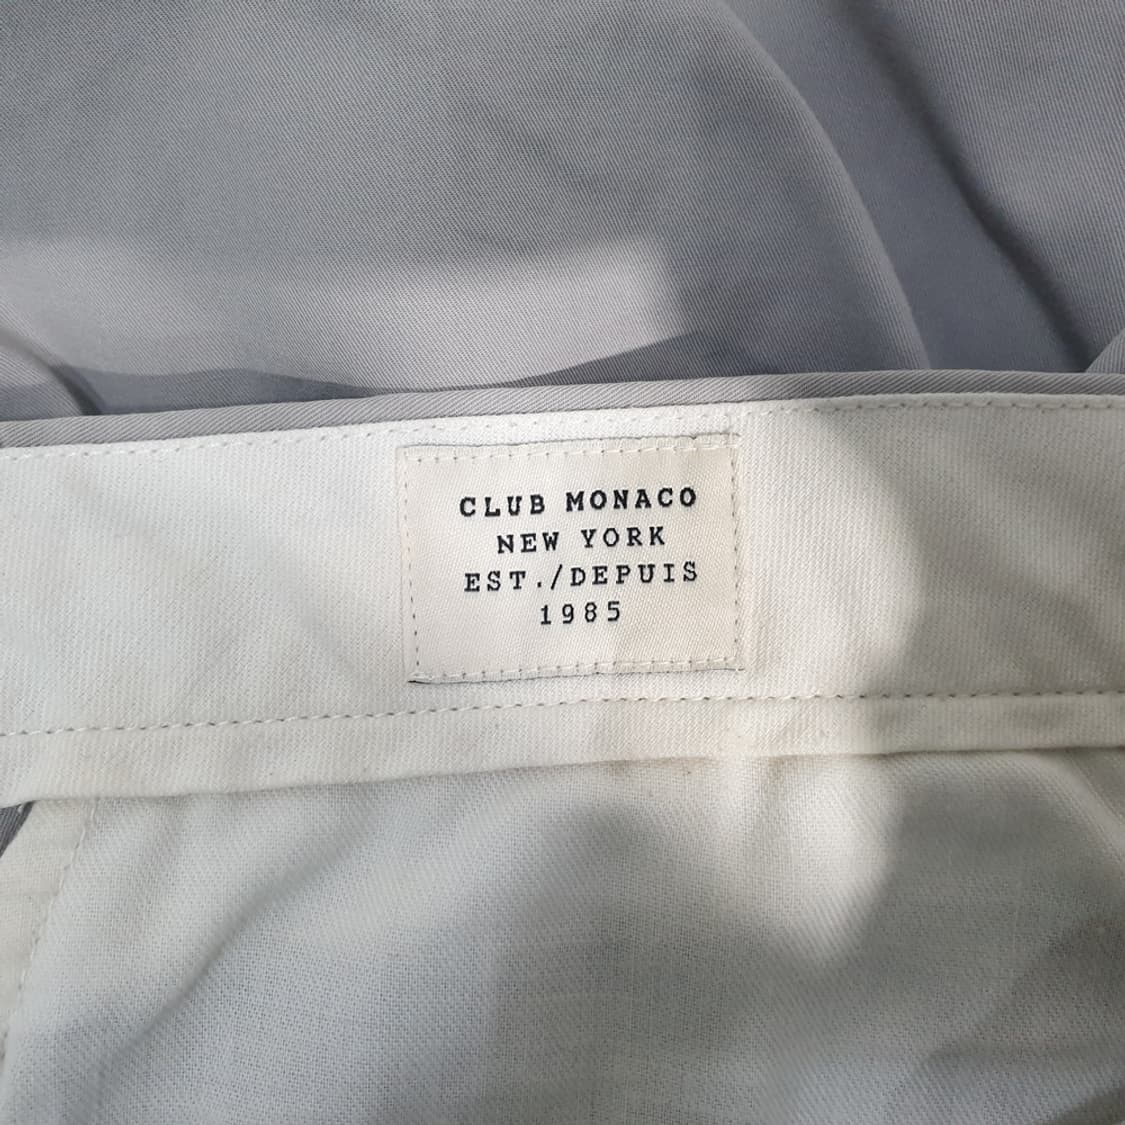 CLUB MONACO
NEW YORK
EST./DEPUIS
1985